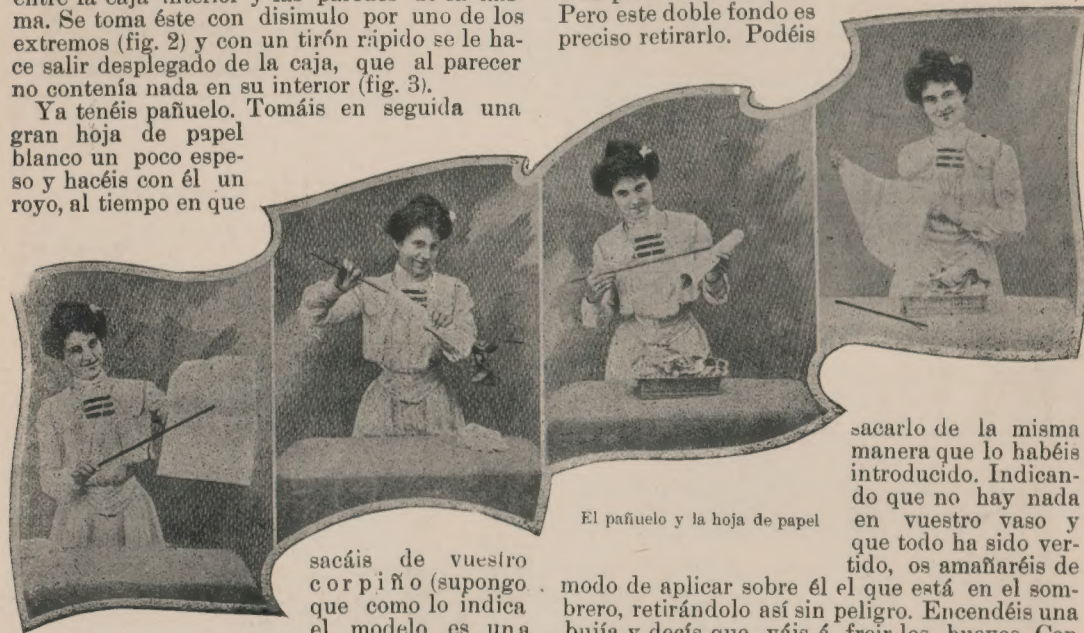 entre la caja interior y las paredes de la mis-
ma. Se toma éste con disimulo por uno de los
extremos (fig. 2) y con un tirón rápido se le ha-
ce salir desplegado de la caja, que al parecer
no contenía nada en su interior (fig. 3).
Ya tenéis pañuelo. Tomáis en seguida una
gran hoja de papel
blanco un poco espe-
so y hacéis con él un
royo, al tiempo en que
sacáis de vuestro
corpiño (supongo
que como lo indica
el modelo es una
Pero este doble fondo es
preciso retirarlo. Podéis
sacarlo de la misma
manera que lo habéis
introducido. Indican-
do que no hay nada
en vuestro vaso y
que todo ha sido ver-
tido, os amañaréis de
modo de aplicar sobre él el que está en el som-
brero, retirándolo así sin peligro. Encendéis una
bujía y decís que váis á freir los huevos. Con
El pañuelo y la hoja de papel